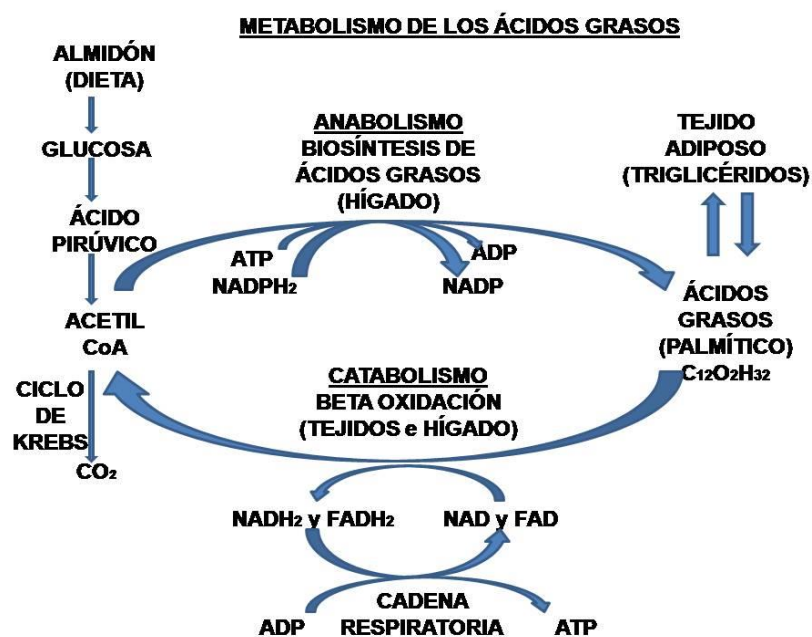 METABOLISMO DE LOS ÁCIDOS GRASOS
ALMIDÓN
(DIETA)
GLUCOSA
ÁCIDO
PIRÚVICO
ACETIL
CoA
CICLO
DE
KREBS
CO₂
ANABOLISMO
BIOSÍNTESIS DE
ÁCIDOS GRASOS
(HÍGADO)
ATP
NADPH₂
ADP
NADP
TEJIDO
ADIPOSO
(TRIGLICÉRIDOS)
ÁCIDOS
GRASOS
(PALMÍTICO)
C₁₂O₂H₃₂
CATABOLISMO
BETA OXIDACIÓN
(TEJIDOS e HÍGADO)
NADH₂ y FADH₂
NAD y FAD
ADP
CADENA
RESPIRATORIA
ATP